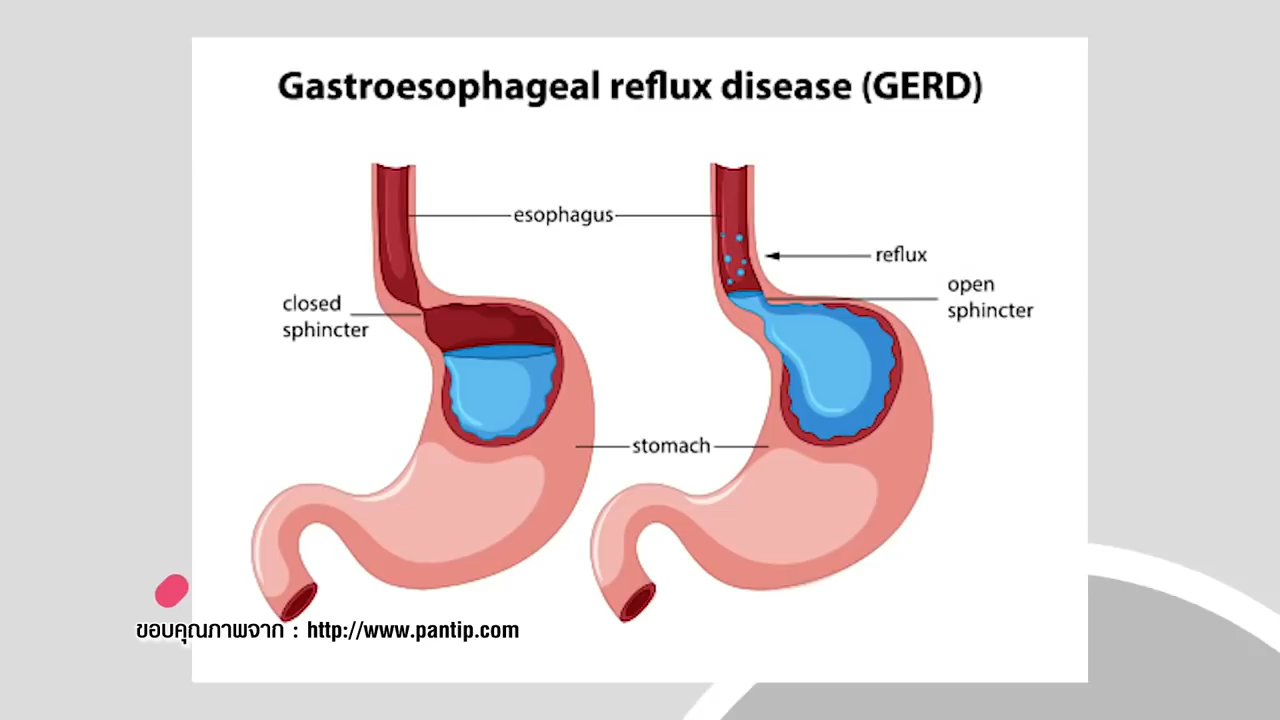 Gastroesophageal reflux disease (GERD)
esophagus
reflux
open
sphincter
closed
sphincter
stomach
ขอบคุณภาพจาก : http://www.pantip.com